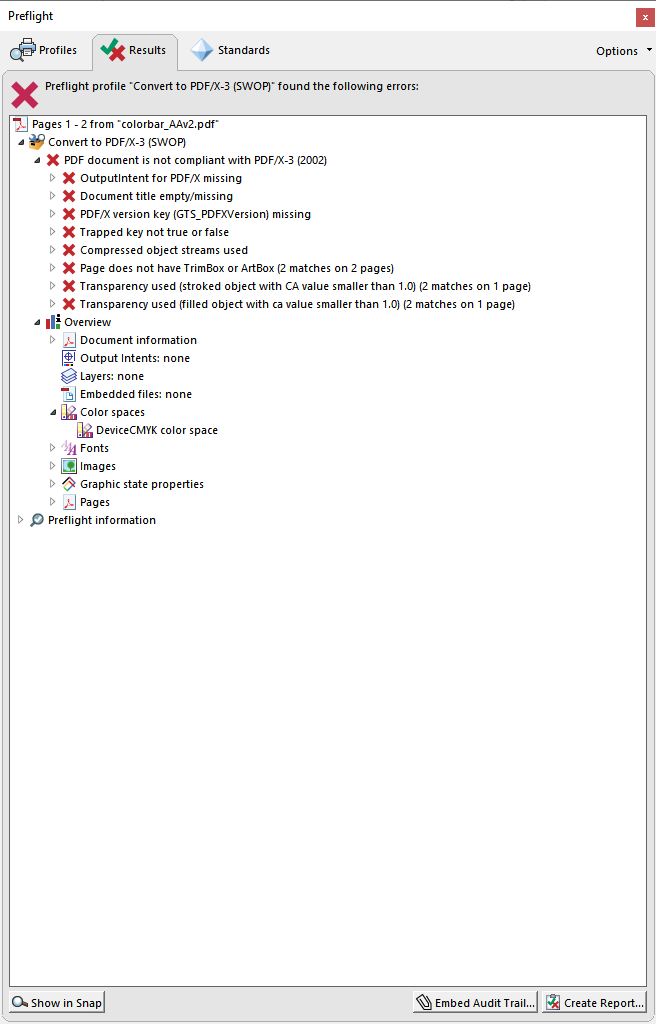 Preflight
x
Profiles
Results
Standards
Options
Preflight profile "Convert to PDF/X-3 (SWOP)" found the following errors:
Pages 1 - 2 from "colorbar_AAv2.pdf"
Convert to PDF/X-3 (SWOP)
PDF document is not compliant with PDF/X-3 (2002)
OutputIntent for PDF/X missing
Document title empty/missing
PDF/X version key (GTS_PDFXVersion) missing
Trapped key not true or false
Compressed object streams used
Page does not have TrimBox or ArtBox (2 matches on 2 pages)
Transparency used (stroked object with CA value smaller than 1.0) (2 matches on 1 page)
Transparency used (filled object with ca value smaller than 1.0) (2 matches on 1 page)
Overview
Document information
Output Intents: none
Layers: none
Embedded files: none
Color spaces
DeviceCMYK color space
Fonts
Images
Graphic state properties
Pages
Preflight information
Show in Snap
Embed Audit Trail...
Create Report...